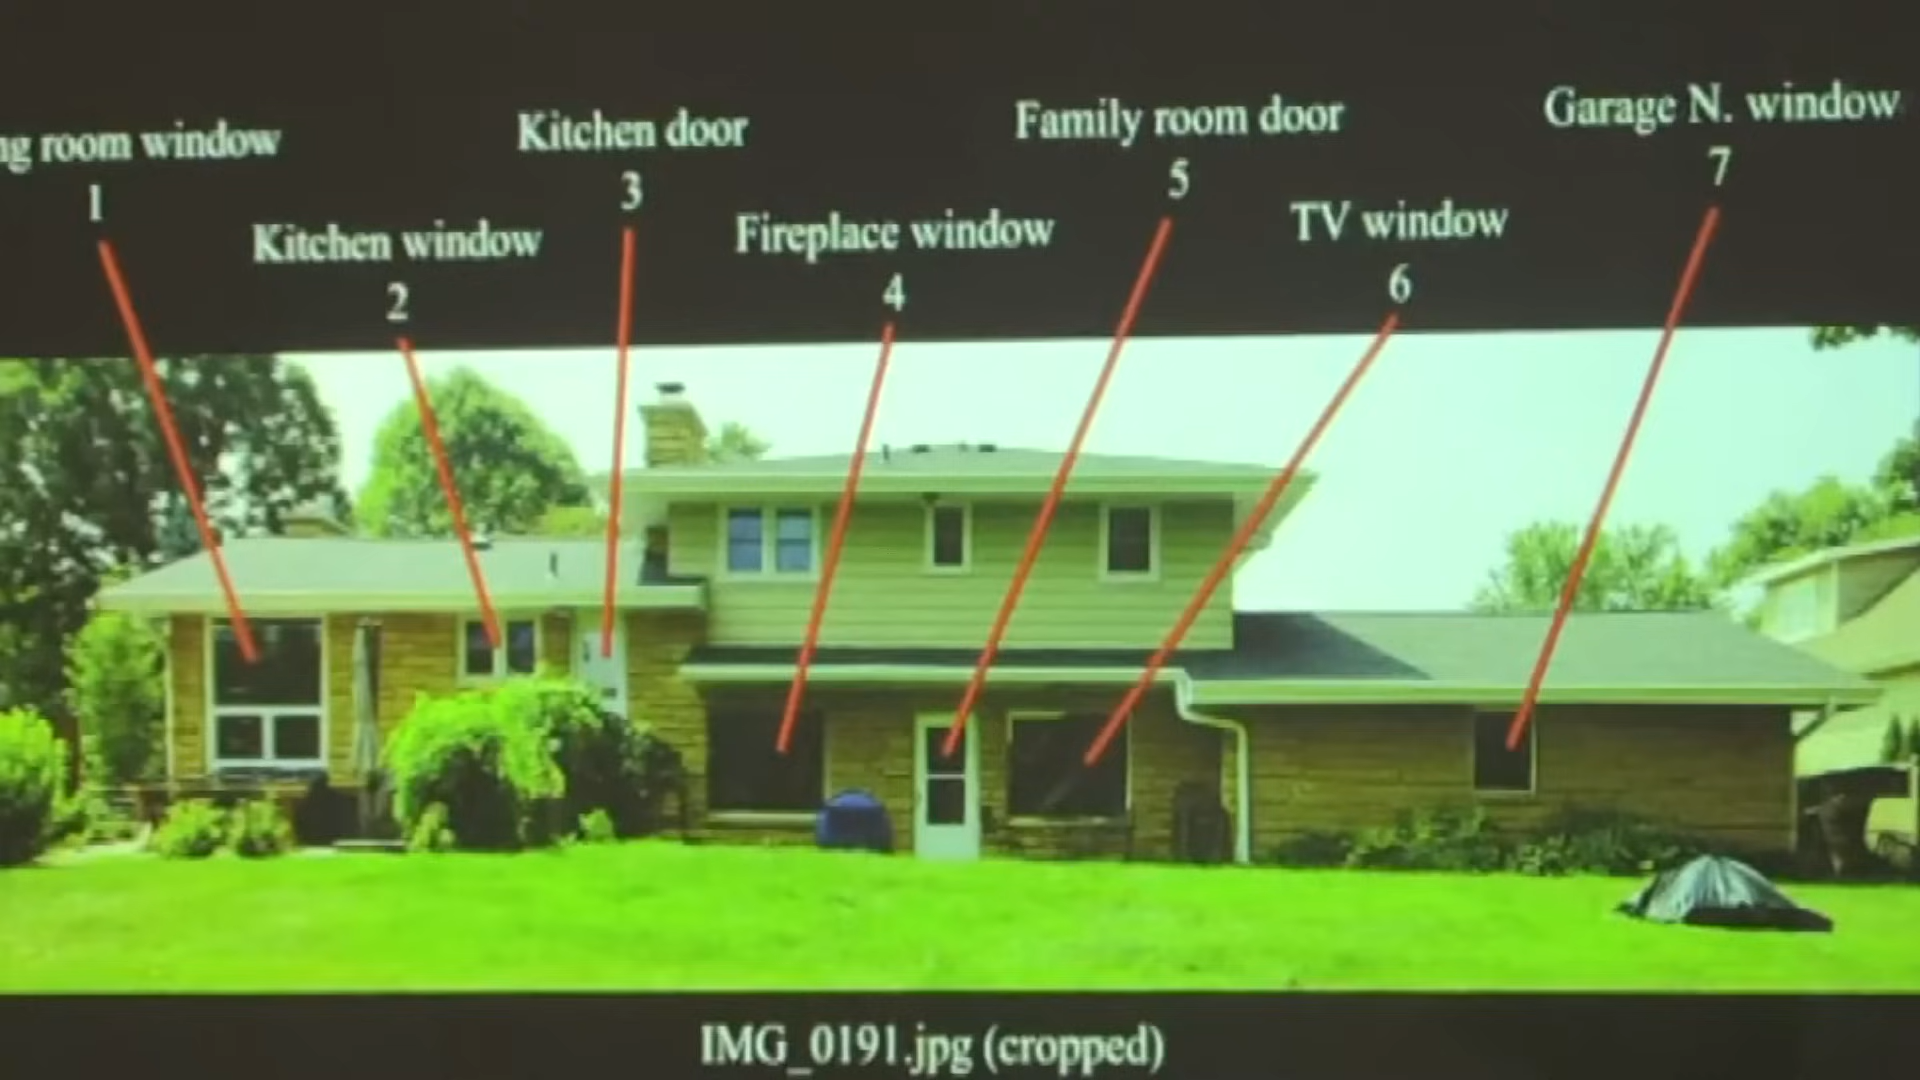 ng room window
1
Kitchen window
2
Kitchen door
3
Fireplace window
4
Family room door
5
TV window
6
Garage N. window
7
IMG_0191.jpg (cropped)